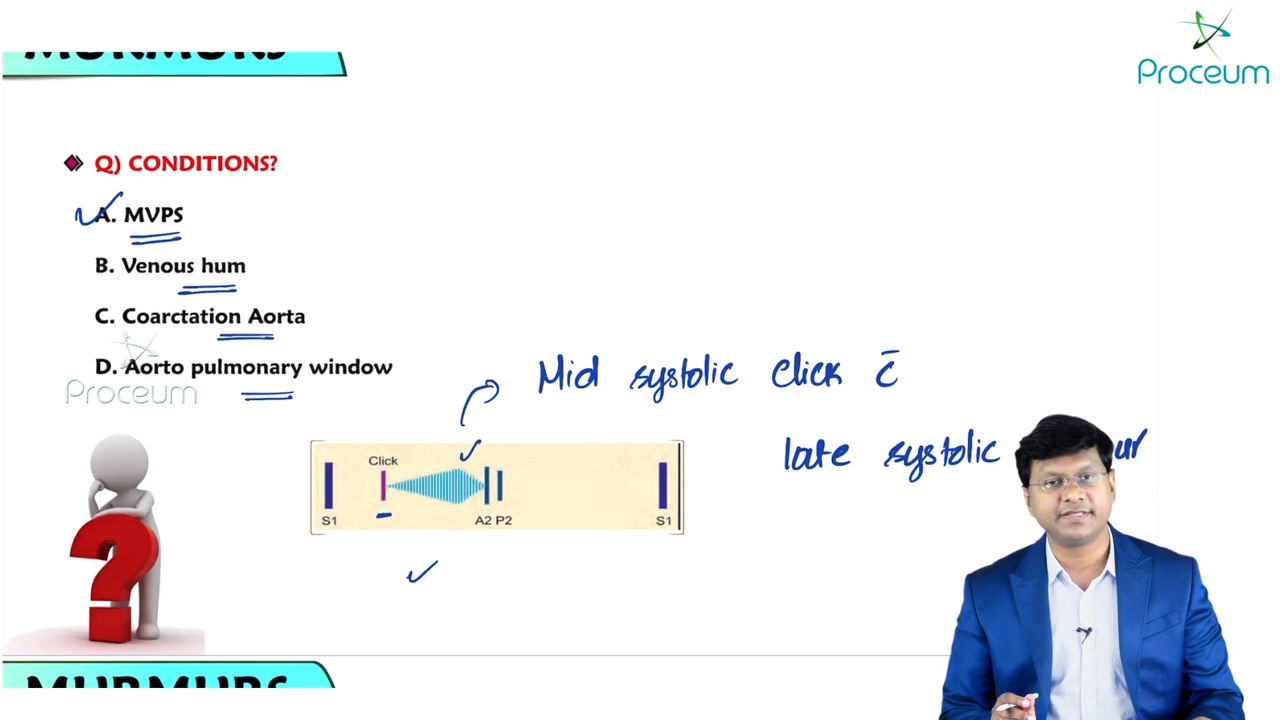 Proceum
Q) CONDITIONS?
A. MVPS
B. Venous hum
C. Coarctation Aorta
D. Aorto pulmonary window
Proceum
Mid systolic click c̄
late systolic
Click
S1
A2 P2
S1
?